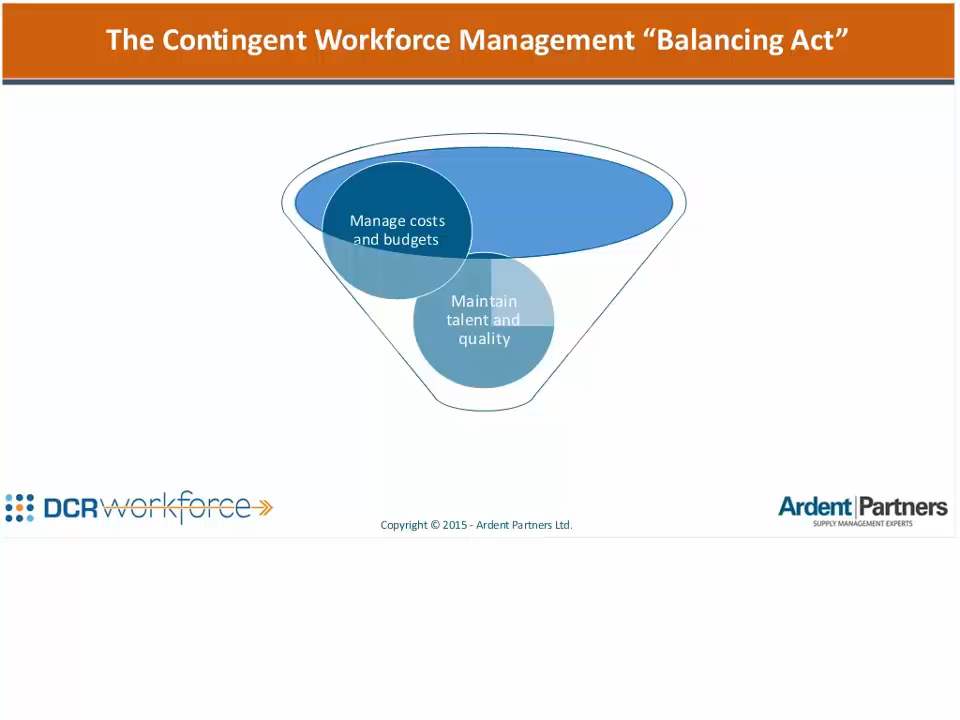 The Contingent Workforce Management “Balancing Act”
Manage costs
and budgets
Maintain
talent and
quality
DCRworkforce
Copyright © 2015 - Ardent Partners Ltd.
Ardent|Partners
SUPPLY MANAGEMENT EXPERTS